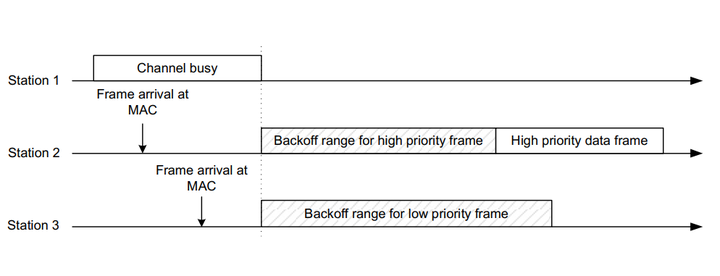 Channel busy
Station 1
Frame arrival at
MAC
Backoff range for high priority frame
High priority data frame
Station 2
Frame arrival at
MAC
Backoff range for low priority frame
Station 3